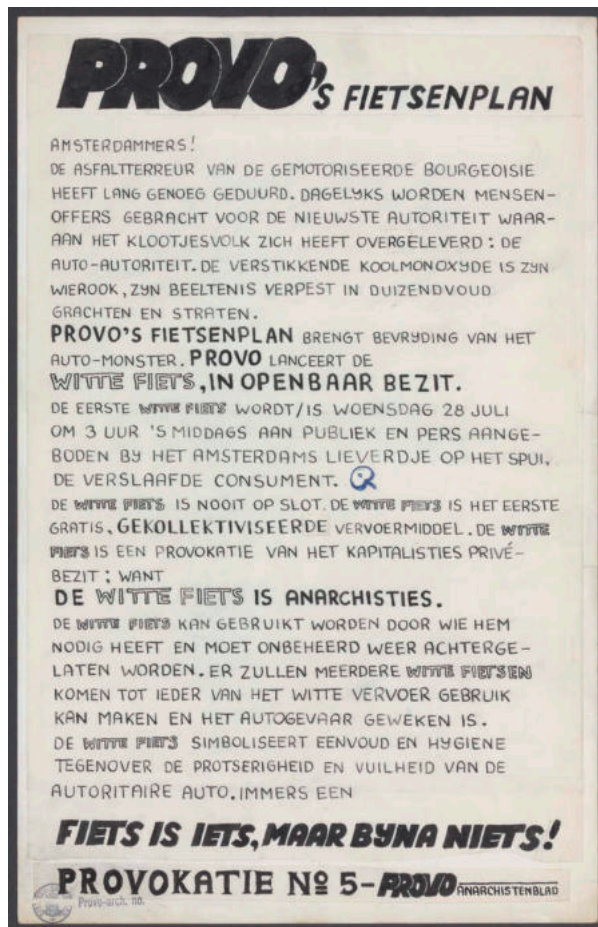 PROVO's FIETSENPLAN
AMSTERDAMMERS!
DE ASFALTTERREUR VAN DE GEMOTORISEERDE BOURGEOISIE
HEEFT LANG GENOEG GEDUURD. DAGELYKS WORDEN MENSEN-
OFFERS GEBRACHT VOOR DE NIEUWSTE AUTORITEIT WAAR-
AAN HET KLOOTJESVOLK ZICH HEEFT OVERGELEVERD: DE
AUTO-AUTORITEIT. DE VERSTIKKENDE KOOLMONOXYDE IS ZYN
WIEROOK, ZYN BEELTENIS VERPEST IN DUIZENDVOUD
GRACHTEN EN STRATEN.
PROVO'S FIETSENPLAN BRENGT BEVRYDING VAN HET
AUTO-MONSTER. PROVO LANCEERT DE
WITTE FIETS, IN OPENBAAR BEZIT.
DE EERSTE WITTE FIETS WORDT/IS WOENSDAG 28 JULI
OM 3 UUR 'S MIDDAGS AAN PUBLIEK EN PERS AANGE-
BODEN BY HET AMSTERDAMS LIEVERDJE OP HET SPUI,
DE VERSLAAFDE CONSUMENT.
DE WITTE FIETS IS NOOIT OP SLOT. DE WITTE FIETS IS HET EERSTE
GRATIS, GEKOLLEKTIVISEERDE VERVOERMIDDEL. DE WITTE
FIETS IS EEN PROVOKATIE VAN HET KAPITALISTIES PRIVÉ-
BEZIT; WANT
DE WITTE FIETS IS ANARCHISTIES.
DE WITTE FIETS KAN GEBRUIKT WORDEN DOOR WIE HEM
NODIG HEEFT EN MOET ONBEHEERD WEER ACHTERGE-
LATEN WORDEN. ER ZULLEN MEERDERE WITTE FIETSEN
KOMEN TOT IEDER VAN HET WITTE VERVOER GEBRUIK
KAN MAKEN EN HET AUTOGEVAAR GEWEKEN IS.
DE WITTE FIETS SIMBOLISEERT EENVOUD EN HYGIENE
TEGENOVER DE PROTSERIGHEID EN VUILHEID VAN DE
AUTORITAIRE AUTO. IMMERS EEN
FIETS IS IETS, MAAR BYNA NIETS!
PROVOKATIE Nº 5-PROVO ANARCHISTENBLAD
Provo-arch. no.